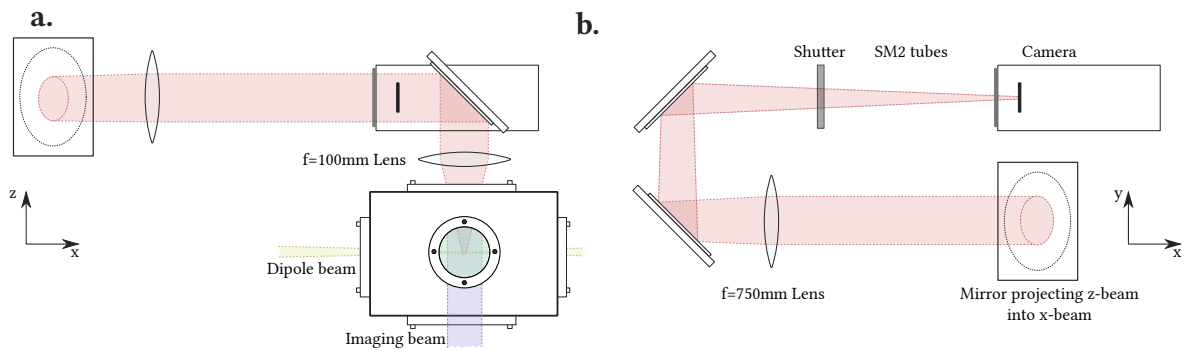 a.
f=100mm Lens
z
x
Dipole beam
Imaging beam
b.
Shutter
SM2 tubes
Camera
y
x
f=750mm Lens
Mirror projecting z-beam
into x-beam